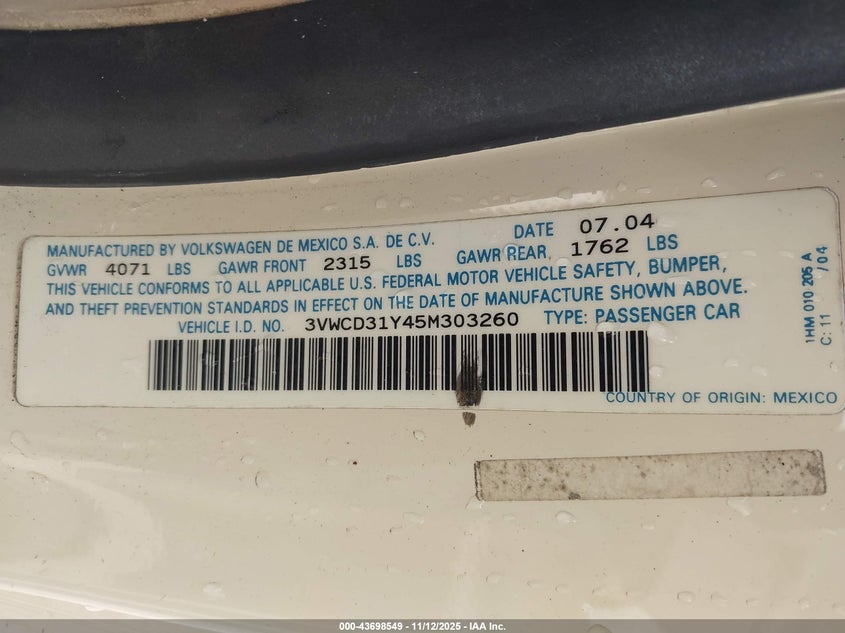 MANUFACTURED BY VOLKSWAGEN DE MEXICO S.A. DE C.V. DATE 07.04
GVWR 4071 LBS GAWR FRONT 2315 LBS GAWR REAR 1762 LBS
THIS VEHICLE CONFORMS TO ALL APPLICABLE U.S. FEDERAL MOTOR VEHICLE SAFETY, BUMPER,
AND THEFT PREVENTION STANDARDS IN EFFECT ON THE DATE OF MANUFACTURE SHOWN ABOVE.
VEHICLE I.D. NO. 3VWCD31Y45M303260 TYPE: PASSENGER CAR
COUNTRY OF ORIGIN: MEXICO
1HM 010 205 A
C: 11 / 04
000-43698549 - 11/12/2025 - IAA Inc.